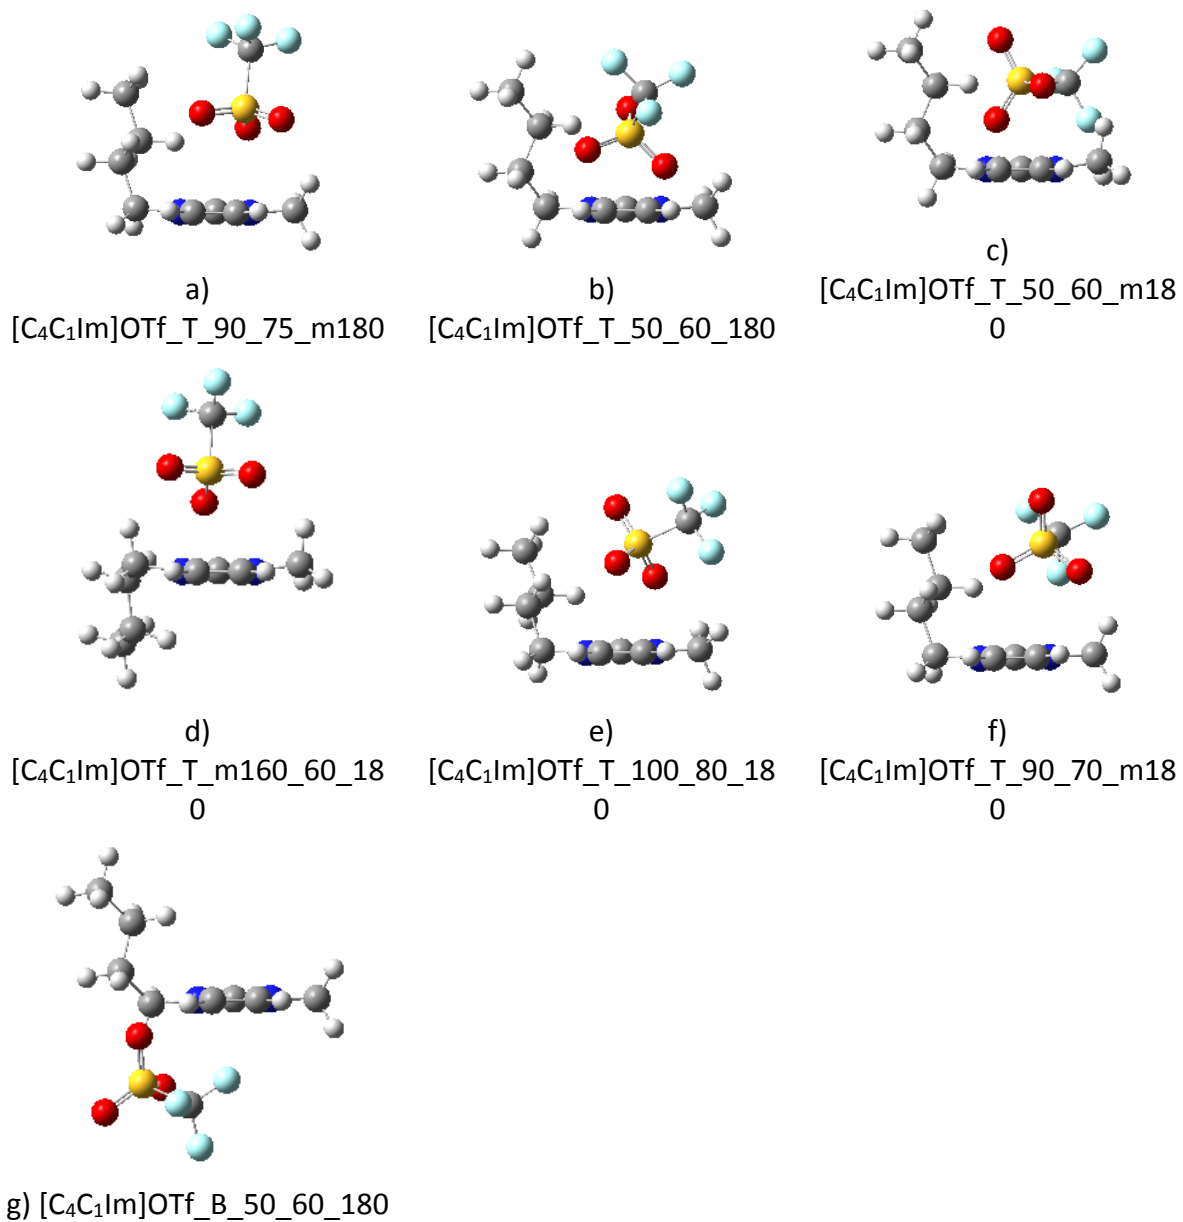 a)
[C₄C₁Im]OTf_T_90_75_m180
b)
[C₄C₁Im]OTf_T_50_60_180
c)
[C₄C₁Im]OTf_T_50_60_m18
0
d)
[C₄C₁Im]OTf_T_m160_60_18
0
e)
[C₄C₁Im]OTf_T_100_80_18
0
f)
[C₄C₁Im]OTf_T_90_70_m18
0
g) [C₄C₁Im]OTf_B_50_60_180